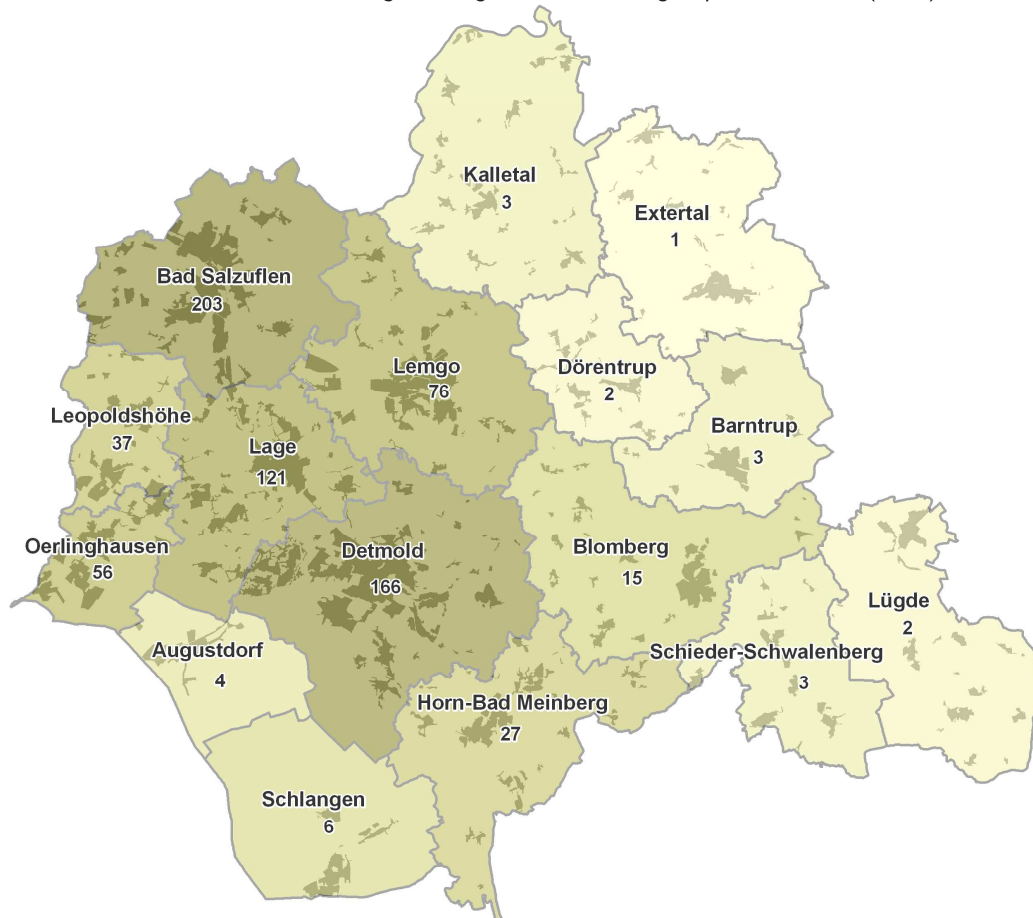 Kalletal
3
Extertal
1
Bad Salzuflen
203
Lemgo
76
Dörentrup
2
Leopoldshöhe
37
Lage
121
Barntrup
3
Oerlinghausen
56
Detmold
166
Blomberg
15
Lügde
2
Augustdorf
4
Schieder-Schwalenberg
3
Horn-Bad Meinberg
27
Schlangen
6